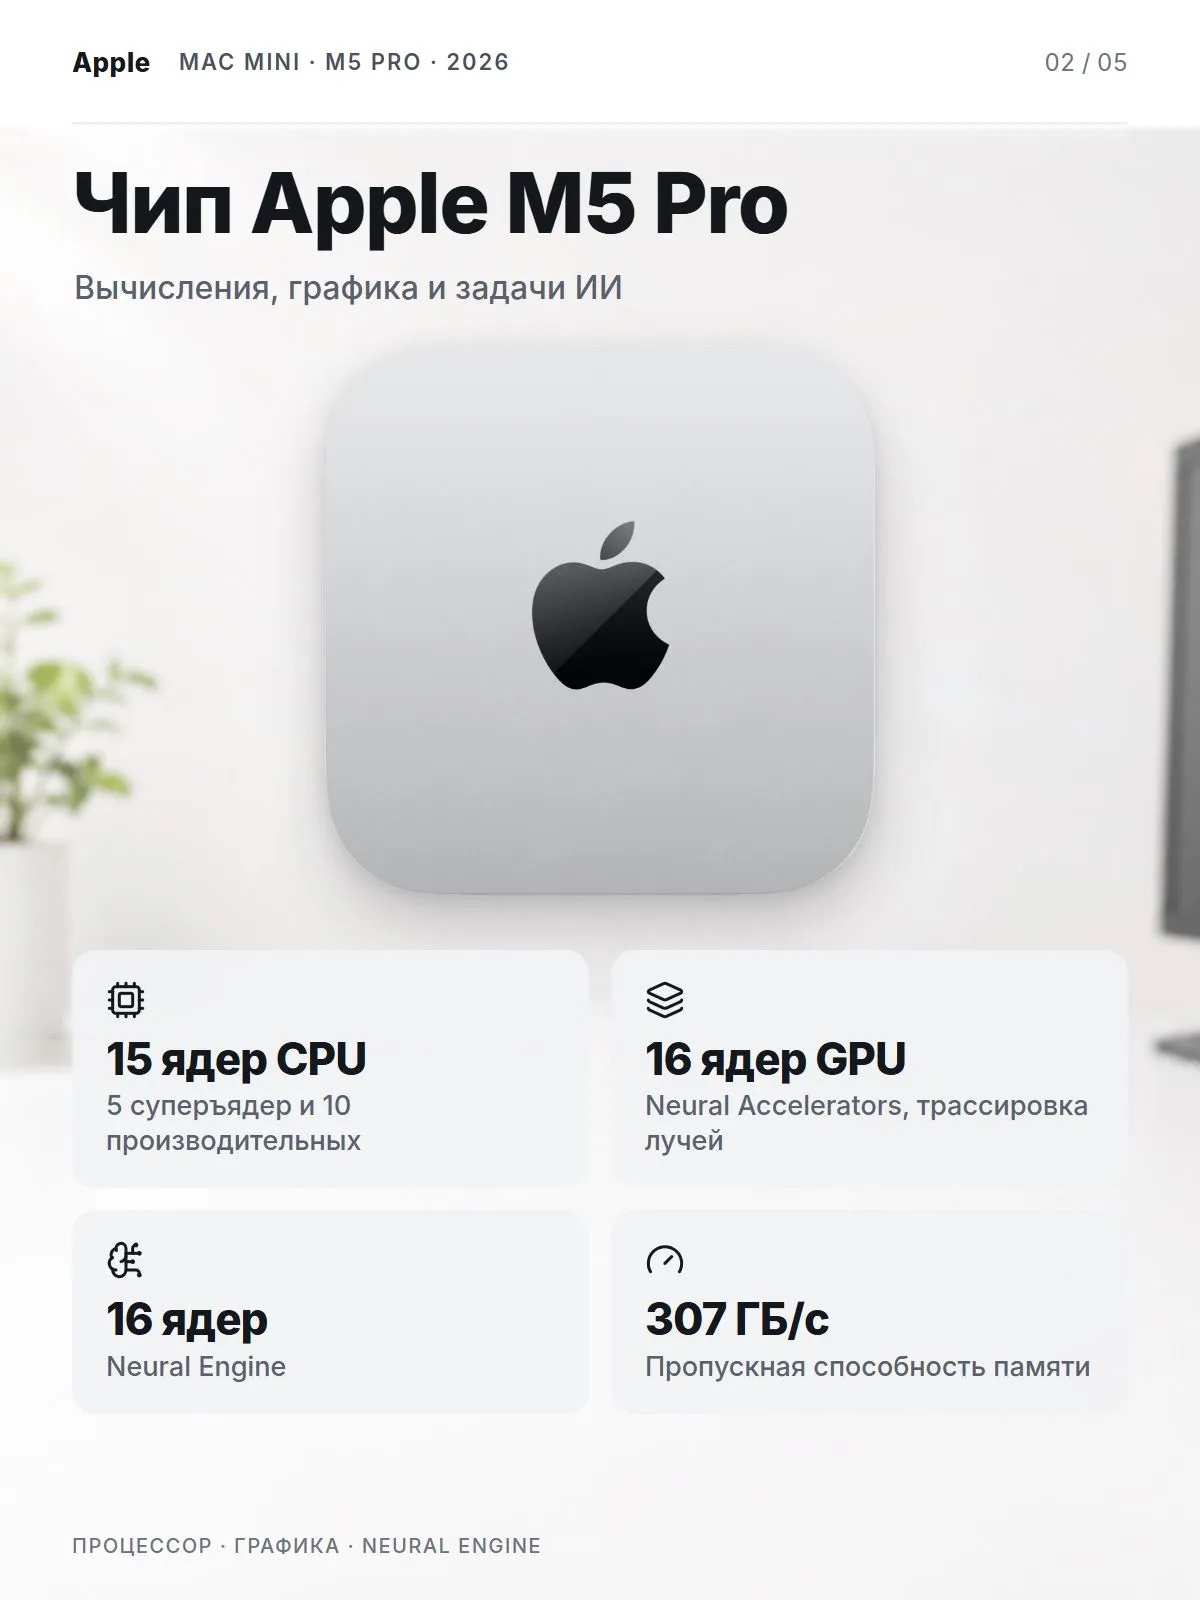 Apple MAC MINI · M5 PRO · 2026 02 / 05
Чип Apple M5 Pro
Вычисления, графика и задачи ИИ
15 ядер CPU
5 суперъядер и 10
производительных
16 ядер GPU
Neural Accelerators, трассировка
лучей
16 ядер
Neural Engine
307 ГБ/с
Пропускная способность памяти
ПРОЦЕССОР · ГРАФИКА · NEURAL ENGINE